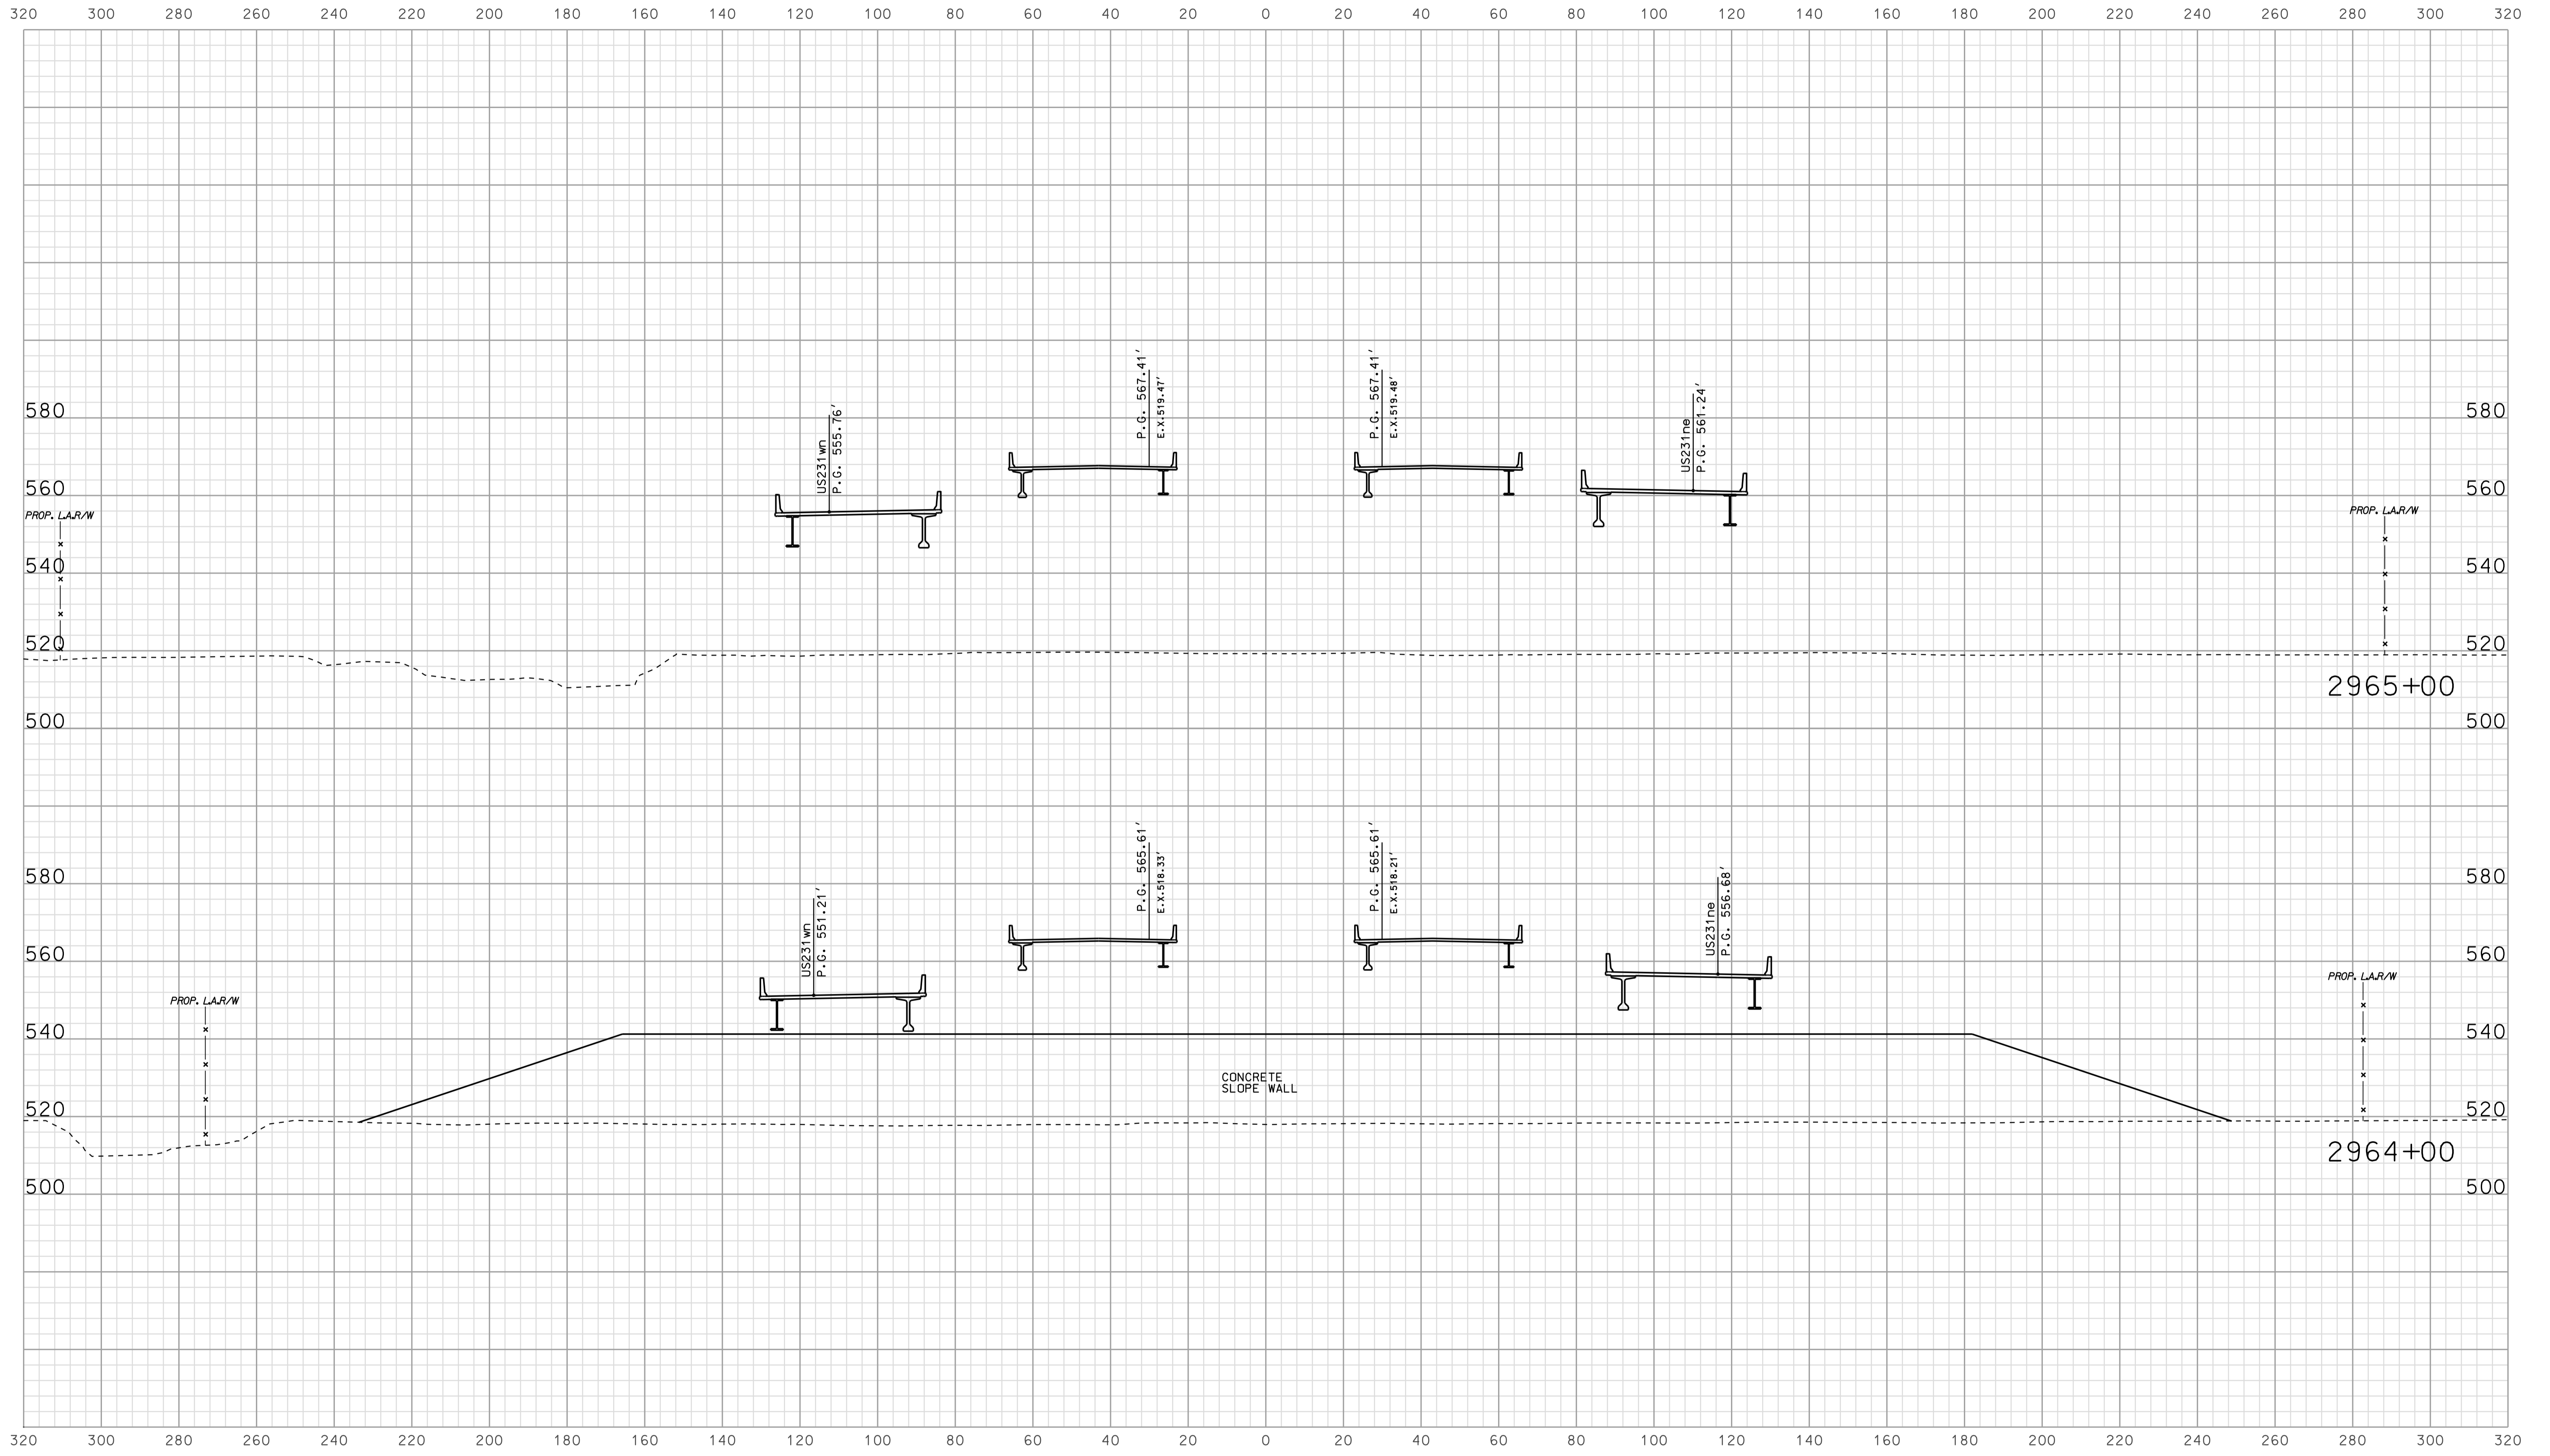 320 300 280 260 240 220 200 180 160 140 120 100 80 60 40 20 0 20 40 60 80 100 120 140 160 180 200 220 240 260 280 300 320
P.G. 567.41'
E.X.519.47'
P.G. 567.41'
E.X.519.48'
US231wn
P.G. 555.76'
US231ne
P.G. 561.24'
580 580
560 560
PROP. L.A.R/W
PROP. L.A.R/W
540 540
520 520
2965+00
500 500
P.G. 565.61'
E.X.518.33'
P.G. 565.61'
E.X.518.21'
US231wn
P.G. 551.21'
US231ne
P.G. 556.68'
580 580
560 560
PROP. L.A.R/W
PROP. L.A.R/W
540 540
CONCRETE
SLOPE WALL
520 520
2964+00
500 500
320 300 280 260 240 220 200 180 160 140 120 100 80 60 40 20 0 20 40 60 80 100 120 140 160 180 200 220 240 260 280 300 320